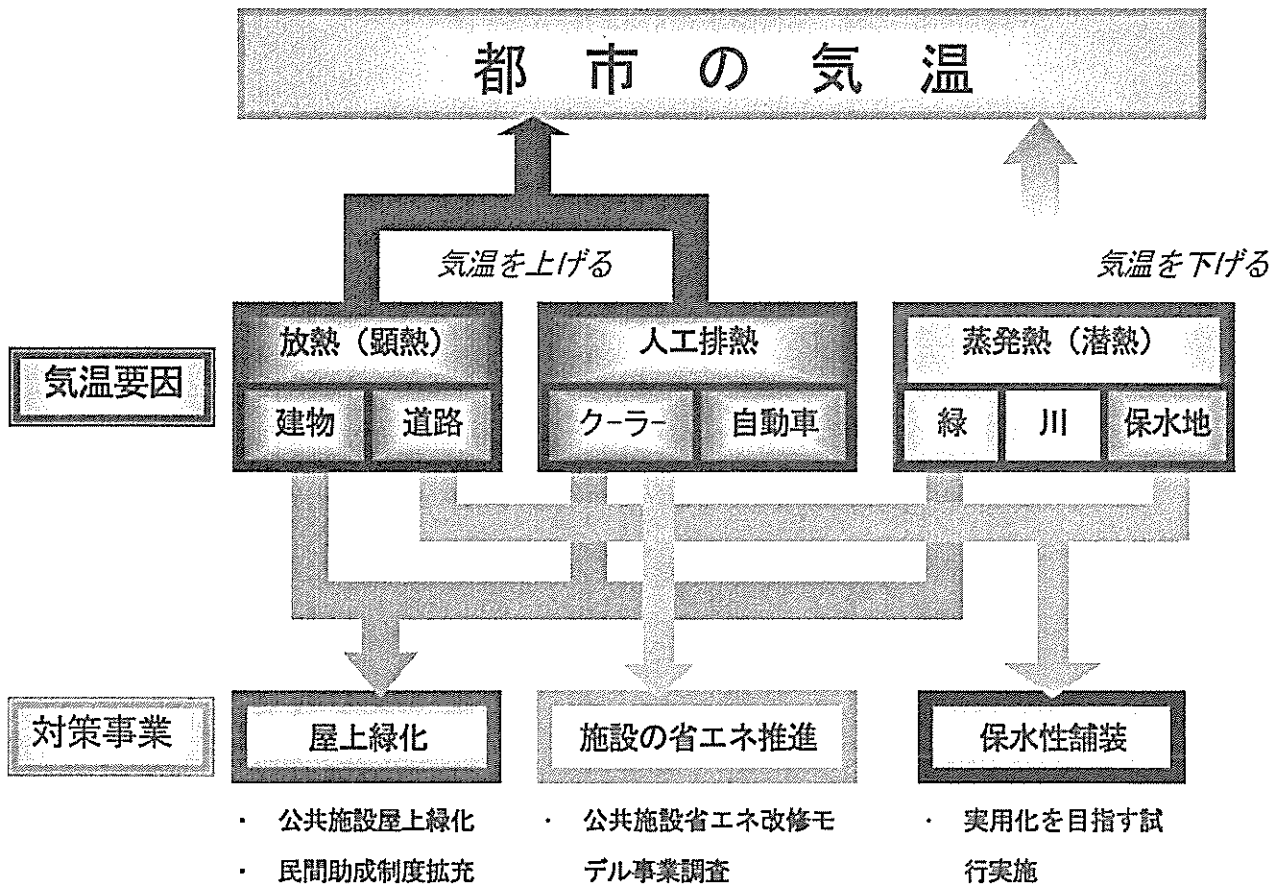 都市の気温
気温を上げる
気温を下げる
気温要因
放熱（顕熱）
建物
道路
人工排熱
クーラー
自動車
蒸発熱（潜熱）
緑
川
保水地
対策事業
屋上緑化
施設の省エネ推進
保水性舗装
・ 公共施設屋上緑化
・ 民間助成制度拡充
・ 公共施設省エネ改修モ
デル事業調査
・ 実用化を目指す試
行実施